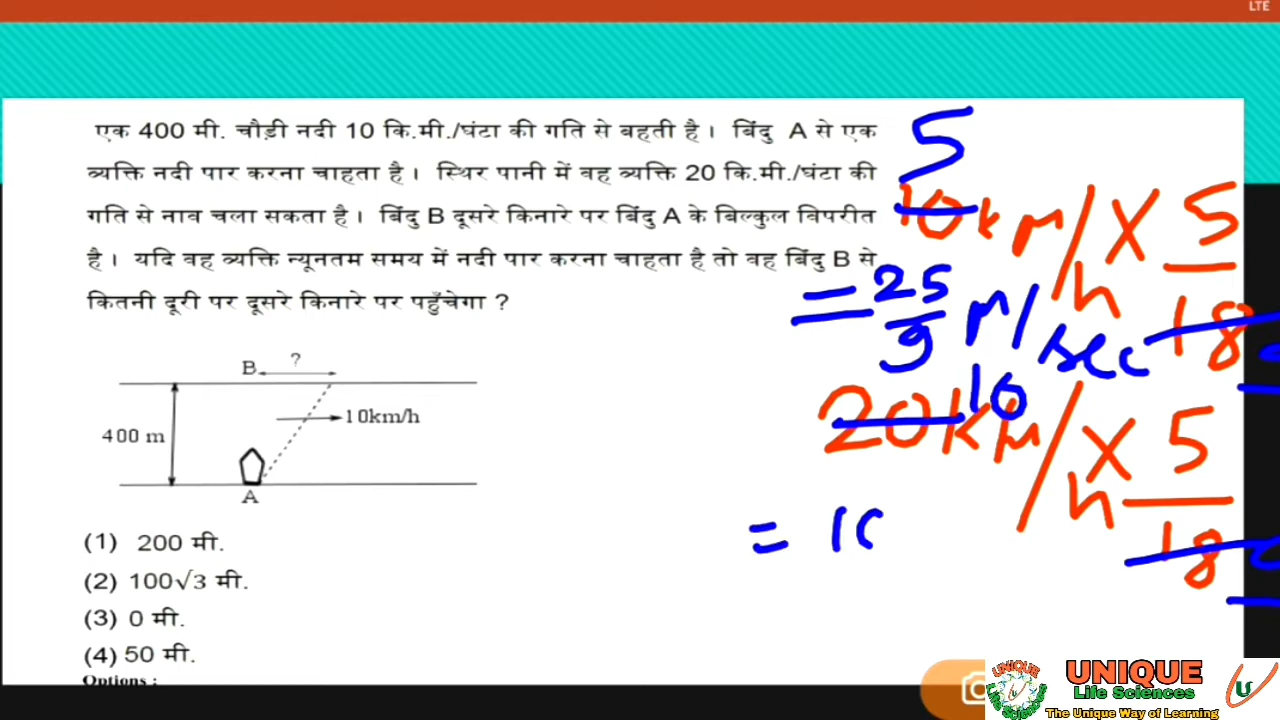 LTE
एक 400 मी. चौड़ी नदी 10 कि.मी./घंटा की गति से बहती है। बिंदु A से एक
व्यक्ति नदी पार करना चाहता है। स्थिर पानी में वह व्यक्ति 20 कि.मी./घंटा की
गति से नाव चला सकता है। बिंदु B दूसरे किनारे पर बिंदु A के बिल्कुल विपरीत
है। यदि वह व्यक्ति न्यूनतम समय में नदी पार करना चाहता है तो वह बिंदु B से
कितनी दूरी पर दूसरे किनारे पर पहुँचेगा ?
B ?
10km/h
400 m
A
(1) 200 मी.
(2) 100√3 मी.
(3) 0 मी.
(4) 50 मी.
Options :
5
10km/h X 5/18
= 25/9 m/sec
10
20km/h X 5/18
= 10
UNIQUE
Life Sciences
The Unique Way of Learning